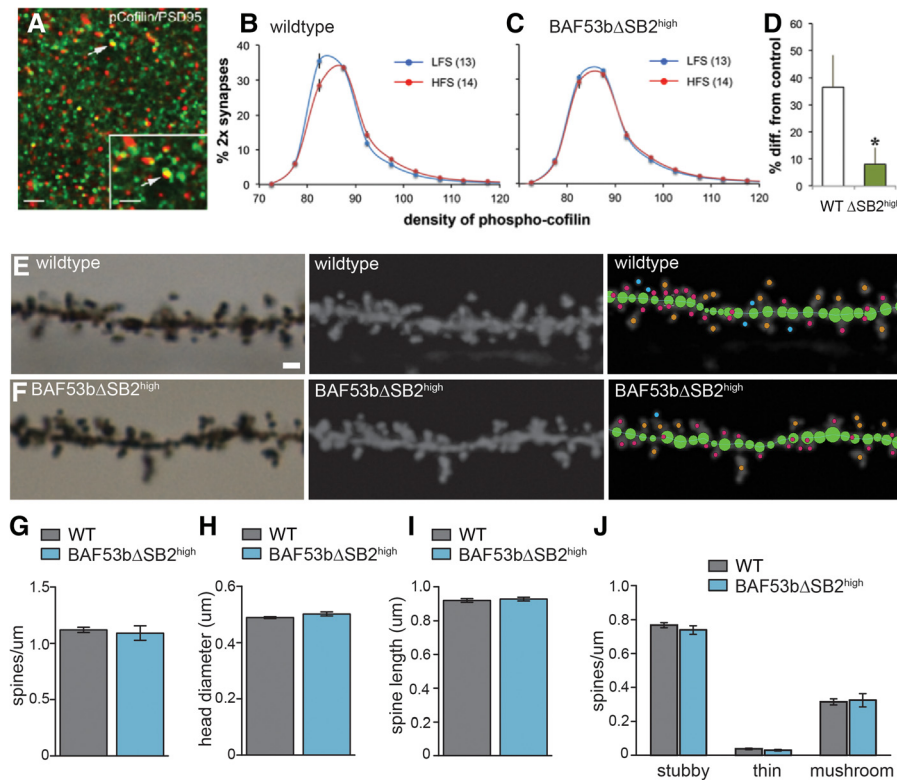 A
pCofilin/PSD95
B wildtype
% 2x synapses
40
30
20
10
0
LFS (13)
HFS (14)
70 80 90 100 110 120
C BAF53bΔSB2high
LFS (13)
HFS (14)
70 80 90 100 110 120
density of phospho-cofilin
D
% diff. from control
60
50
40
30
20
10
0
*
WT ΔSB2high
E wildtype
wildtype
wildtype
F BAF53bΔSB2high
BAF53bΔSB2high
BAF53bΔSB2high
G
WT
BAF53bΔSB2high
spines/um
1.5
1.0
0.5
0
H
WT
BAF53bΔSB2high
head diameter (um)
0.6
0.4
0.2
0
I
WT
BAF53bΔSB2high
spine length (um)
1.0
0.8
0.6
0.4
0.2
0
J
WT
BAF53bΔSB2high
spines/um
1.0
0.8
0.6
0.4
0.2
0
stubby thin mushroom